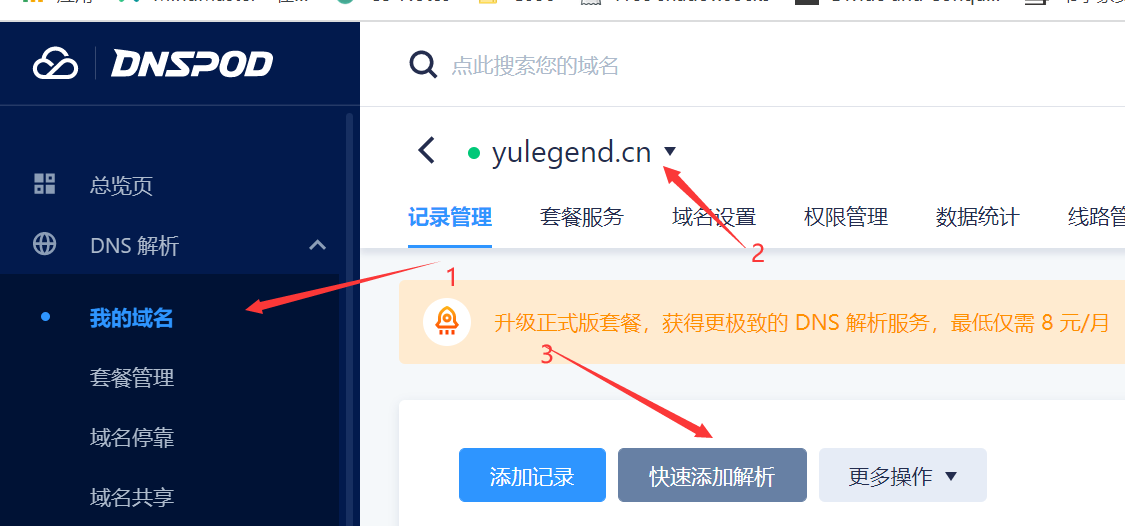 DNSPOD
点此搜索您的域名
yulegend.cn
总览页
记录管理 套餐服务 域名设置 权限管理 数据统计 线路管
DNS 解析
2
1
我的域名
升级正式版套餐，获得更极致的 DNS 解析服务，最低仅需 8 元/月
3
套餐管理
域名停靠
添加记录 快速添加解析 更多操作
域名共享